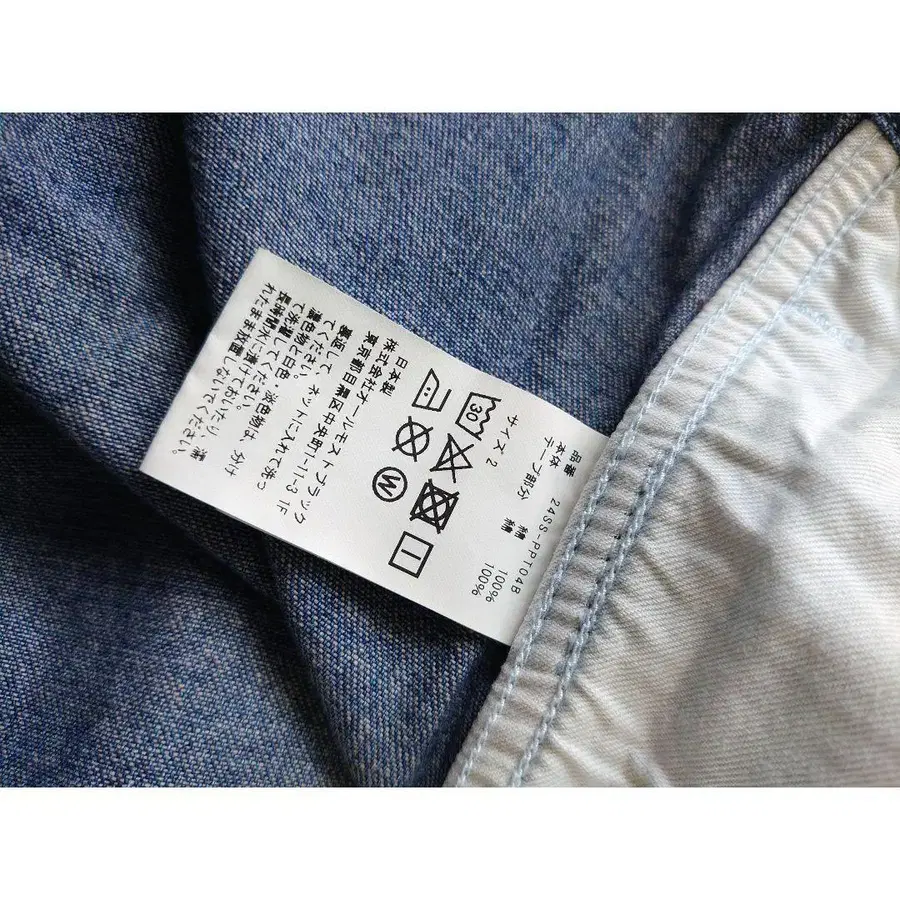 品番 24SS-PPT04B
本体 綿 100%
テープ部分 綿 100%
サイズ 2
30
W
日本製
株式会社オールモストブラック
東京都目黒区中央町1-11-3 1F
裏返して、ネットに入れて洗っ
てください。
濃色物と白色・淡色物は、分け
て洗濯してください。
長時間水に漬けておいたり、濡
れたまま放置しないでください。